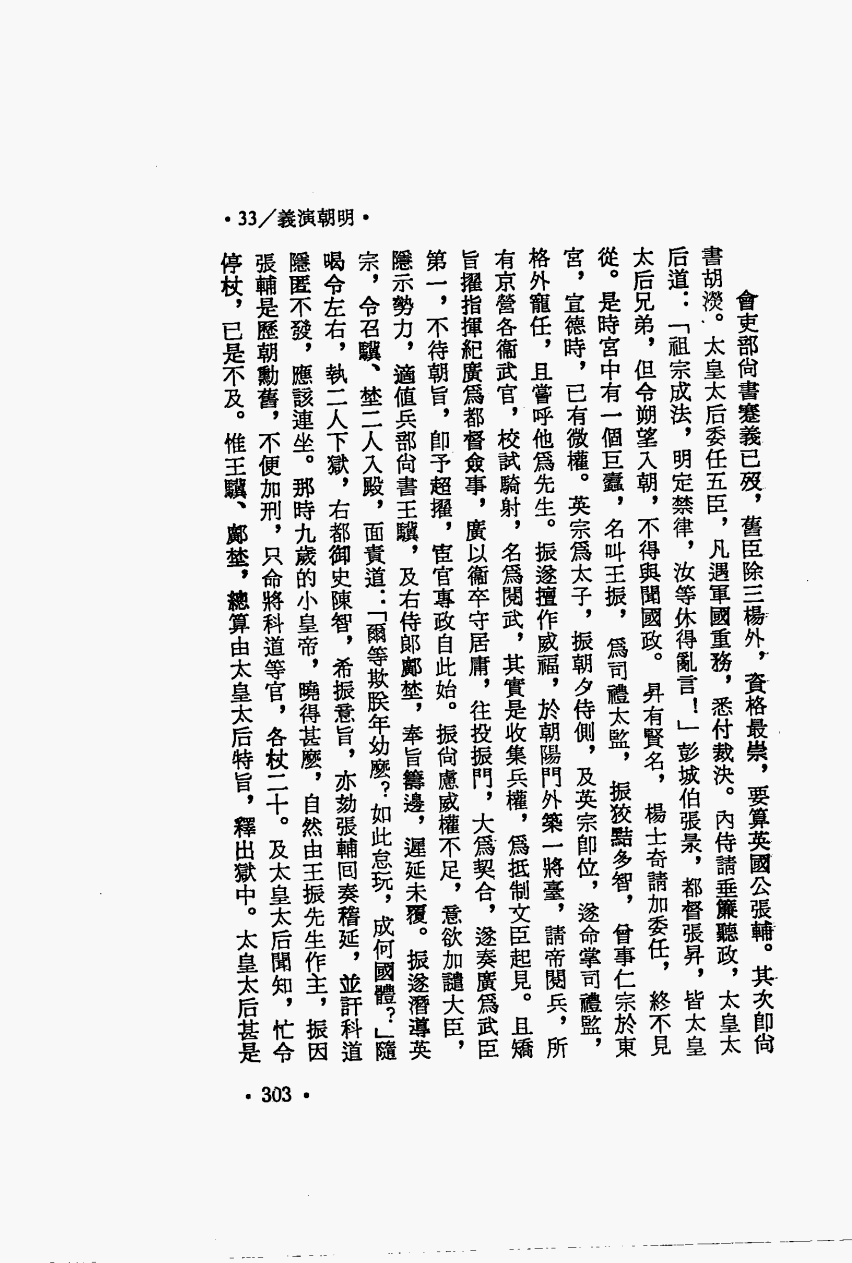 •33／義演朝明•
會吏部尙書蹇義已歿，舊臣除三楊外，資格最崇，要算英國公張輔。其次卽尙
書胡濙。太皇太后委任五臣，凡遇軍國重務，悉付裁決。內侍請垂簾聽政，太皇太
后道：「祖宗成法，明定禁律，汝等休得亂言！」彭城伯張㫤，都督張昇，皆太皇
太后兄弟，但令朔望入朝，不得與聞國政。昇有賢名，楊士奇請加委任，終不見
從。是時宮中有一個巨蠹，名叫王振，爲司禮太監，振狡黠多智，曾事仁宗於東
宮，宣德時，已有微權。英宗爲太子，振朝夕侍側，及英宗卽位，遂命掌司禮監，
格外寵任，且嘗呼他爲先生。振遂擅作威福，於朝陽門外築一將臺，請帝閱兵，所
有京營各衞武官，校試騎射，名爲閱武，其實是收集兵權，爲抵制文臣起見。且矯
旨擢指揮紀廣爲都督僉事，廣以衞卒守居庸，往投振門，大爲契合，遂奏廣爲武臣
第一，不待朝旨，卽予超擢，宦官專政自此始。振尙慮威權不足，意欲加譴大臣，
隱示勢力，適値兵部尙書王驥，及右侍郎鄺埜，奉旨籌邊，遲延未覆。振遂潛導英
宗，令召驥、埜二人入殿，面責道：「爾等欺朕年幼麽？如此怠玩，成何國體？」隨
喝令左右，執二人下獄，右都御史陳智，希振意旨，亦劾張輔囘奏稽延，並訐科道
隱匿不發，應該連坐。那時九歲的小皇帝，曉得甚麽，自然由王振先生作主，振因
張輔是歷朝勳舊，不便加刑，只命將科道等官，各杖二十。及太皇太后聞知，忙令
停杖，已是不及。惟王驥、鄺埜，總算由太皇太后特旨，釋出獄中。太皇太后甚是
•303•